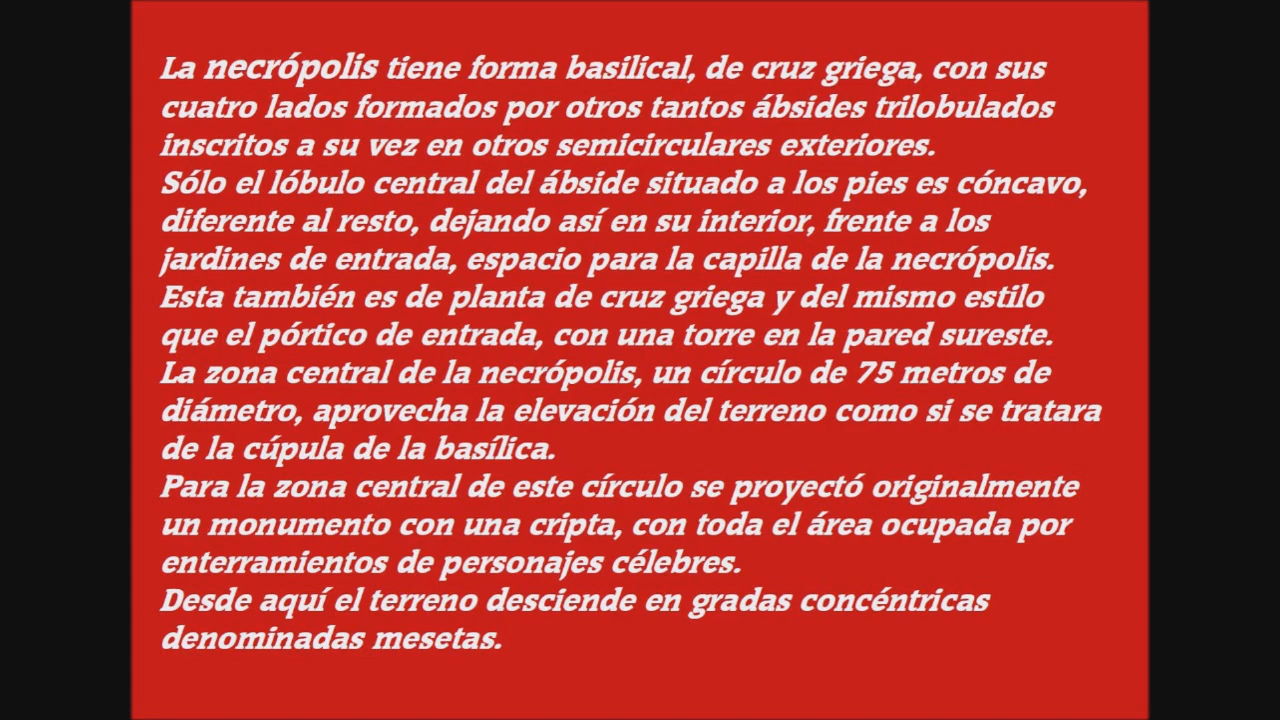 La necrópolis tiene forma basilical, de cruz griega, con sus
cuatro lados formados por otros tantos ábsides trilobulados
inscritos a su vez en otros semicirculares exteriores.
Sólo el lóbulo central del ábside situado a los pies es cóncavo,
diferente al resto, dejando así en su interior, frente a los
jardines de entrada, espacio para la capilla de la necrópolis.
Esta también es de planta de cruz griega y del mismo estilo
que el pórtico de entrada, con una torre en la pared sureste.
La zona central de la necrópolis, un círculo de 75 metros de
diámetro, aprovecha la elevación del terreno como si se tratara
de la cúpula de la basílica.
Para la zona central de este círculo se proyectó originalmente
un monumento con una cripta, con toda el área ocupada por
enterramientos de personajes célebres.
Desde aquí el terreno desciende en gradas concéntricas
denominadas mesetas.